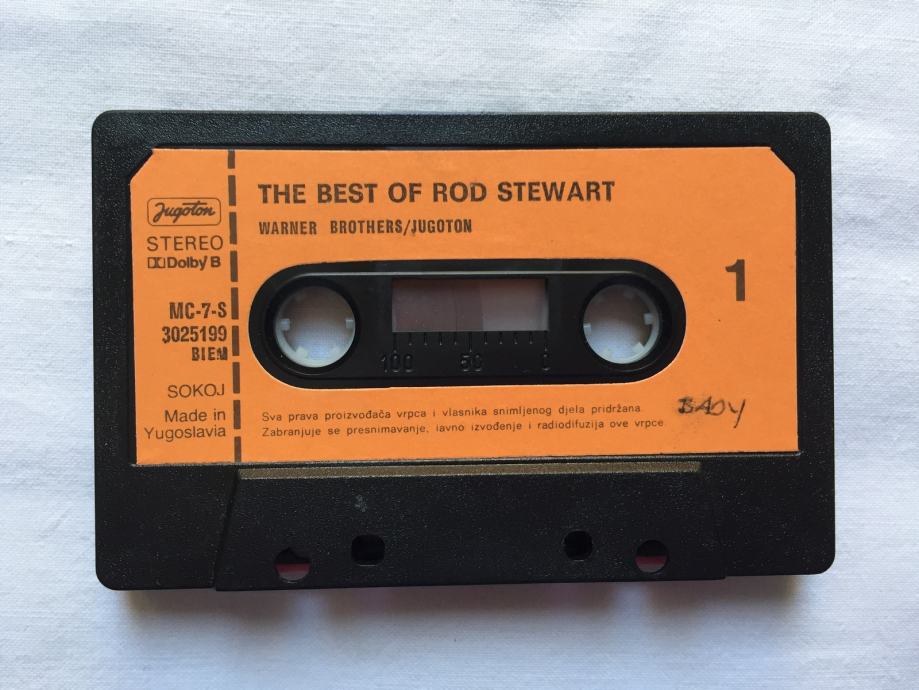 Jugoton
STEREO
Dolby B
MC-7-S
3025199
BIEM
SOKOJ
Made in
Yugoslavia
THE BEST OF ROD STEWART
WARNER BROTHERS/JUGOTON
1
100 50 0
Sva prava proizvođača vrpca i vlasnika snimljenog djela pridržana.
Zabranjuje se presnimavanje, iavno izvođenje i radiodifuzija ove vrpce.